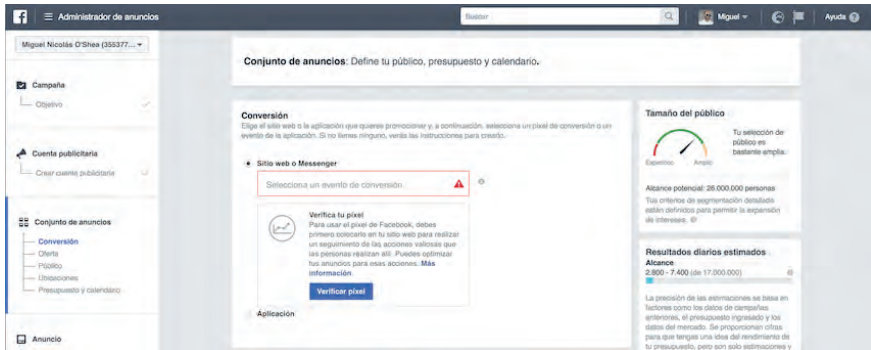 Administrador de anuncios
Buscar
Miguel
Ayuda
Miguel Nicolás O'Shea (355377...
Campaña
Objetivo
Cuenta publicitaria
Crear cuenta publicitaria
Conjunto de anuncios
Conversión
Oferta
Público
Ubicaciones
Presupuesto y calendario
Anuncio
Conjunto de anuncios: Define tu público, presupuesto y calendario.
Conversión
Elige el sitio web o la aplicación que quieres promocionar y, a continuación, selecciona un píxel de conversión o un
evento de la aplicación. Si no tienes ninguno, verás las instrucciones para crearlo.
Sitio web o Messenger
Selecciona un evento de conversión
Verifica tu píxel
Para usar el píxel de Facebook, debes
primero colocarlo en tu sitio web para realizar
un seguimiento de las acciones valiosas que
las personas realizan allí. Puedes optimizar
tus anuncios para esas acciones. Más
información.
Verificar píxel
Aplicación
Tamaño del público
Tu selección de
público es
bastante amplia.
Específico
Amplio
Alcance potencial: 26.000.000 personas
Tus criterios de segmentación detallada
están definidos para permitir la expansión
de intereses.
Resultados diarios estimados
Alcance
2.800 - 7.400 (de 17.000.000)
La precisión de las estimaciones se basa en
factores como los datos de campañas
anteriores, el presupuesto ingresado y los
datos del mercado. Se proporcionan cifras
para que tengas una idea del rendimiento de
tu presupuesto, pero son solo estimaciones y